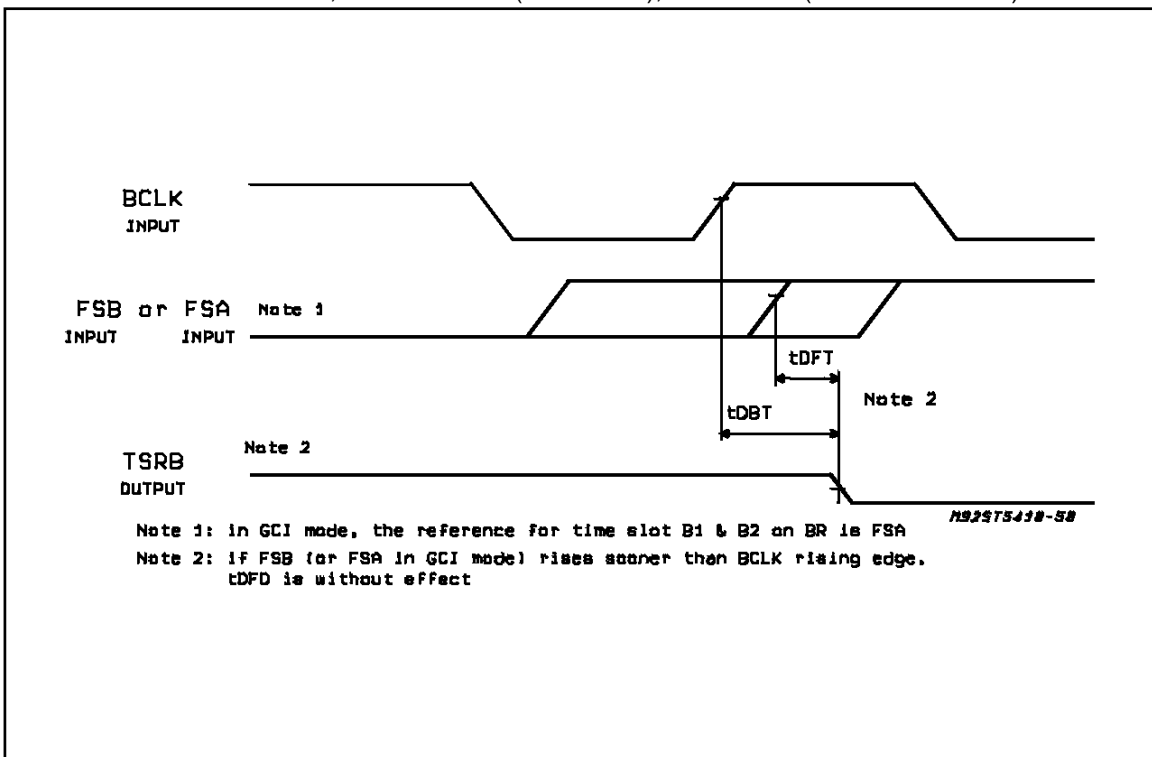 BCLK
INPUT
FSB or FSA Note 1
INPUT INPUT
tDFT
Note 2
tDBT
Note 2
TSRB
OUTPUT
M92ST5410-50
Note 1: in GCI mode, the reference for time slot B1 & B2 on BR is FSA
Note 2: if FSB (or FSA in GCI mode) rises sooner than BCLK rising edge.
tDFD is without effect